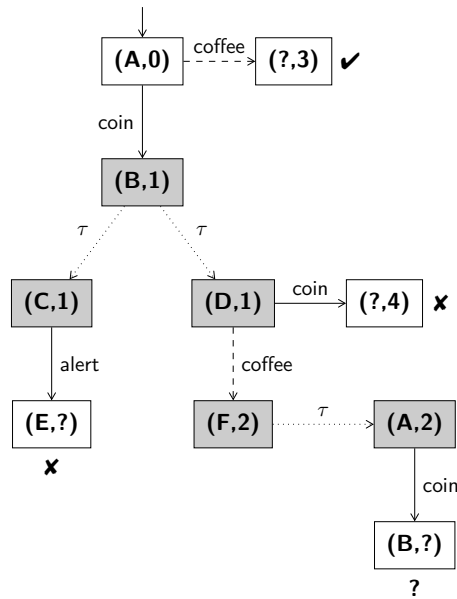 (A,0) coffee (?,3) ✔
coin
(B,1)
τ τ
(C,1) (D,1) coin (?,4) ✘
alert coffee
(E,?) (F,2) τ (A,2)
✘
coin
(B,?)
?